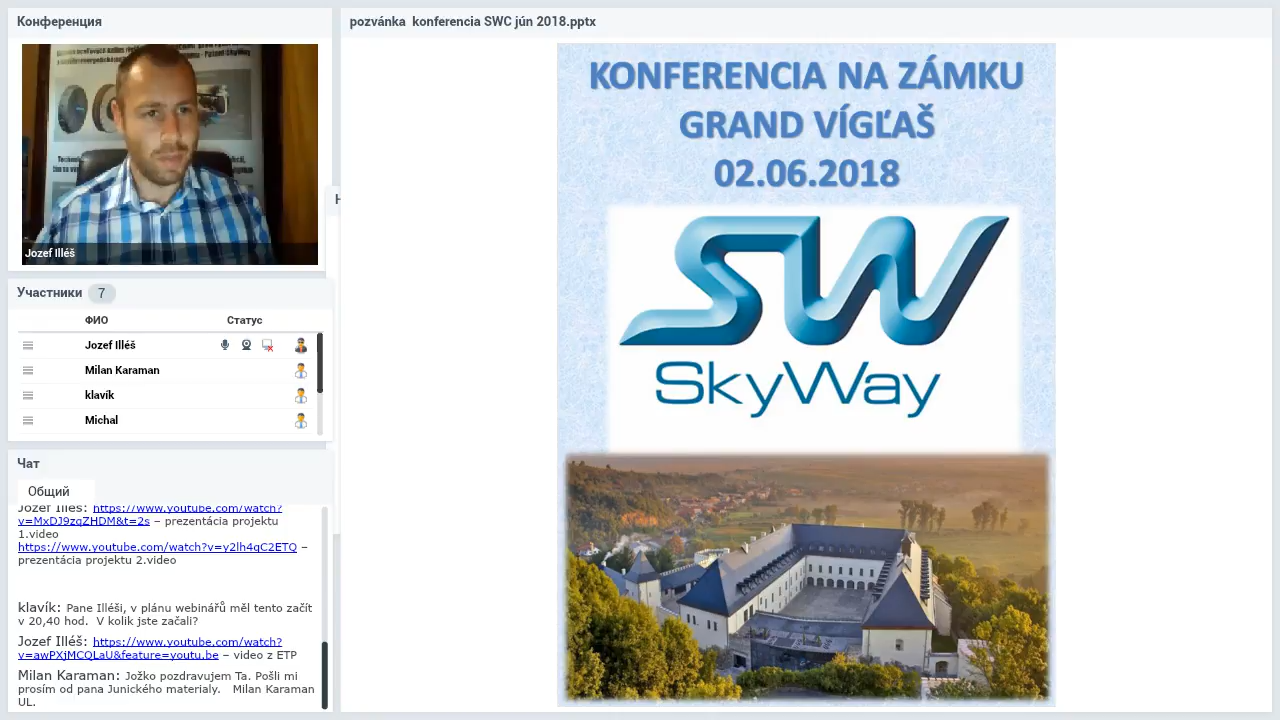 Конференция
Jozef Illéš
Участники 7
ФИО Статус
Jozef Illéš
Milan Karaman
klavík
Michal
Чат
Общий
Jozef Illéš: https://www.youtube.com/watch?
v=MxDJ9zqZHDM&t=2s – prezentácia projektu
1.video
https://www.youtube.com/watch?v=y2lh4qC2ETQ –
prezentácia projektu 2.video
klavík: Pane Illéši, v plánu webinářů měl tento začít
v 20,40 hod. V kolik jste začali?
Jozef Illéš: https://www.youtube.com/watch?
v=awPXjMCQLaU&feature=youtu.be – video z ETP
Milan Karaman: Jožko pozdravujem Ta. Pošli mi
prosím od pana Junického materialy. Milan Karaman
UL.
pozvánka konferencia SWC jún 2018.pptx
KONFERENCIA NA ZÁMKU
GRAND VÍGĽAŠ
02.06.2018
SW
SkyWay